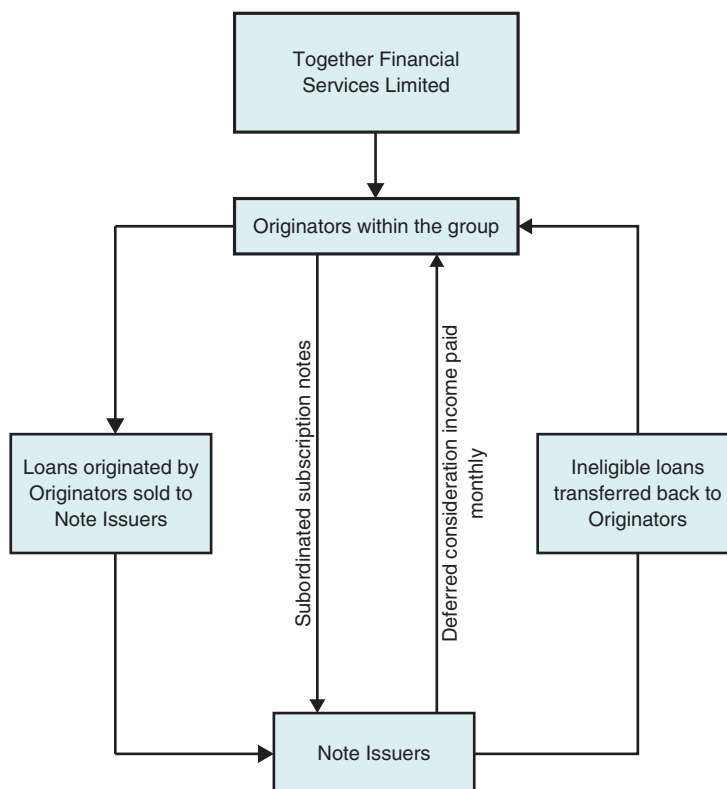 Together Financial
Services Limited
Originators within the group
Subordinated subscription notes
Deferred consideration income paid
monthly
Loans originated by
Originators sold to
Note Issuers
Ineligible loans
transferred back to
Originators
Note Issuers